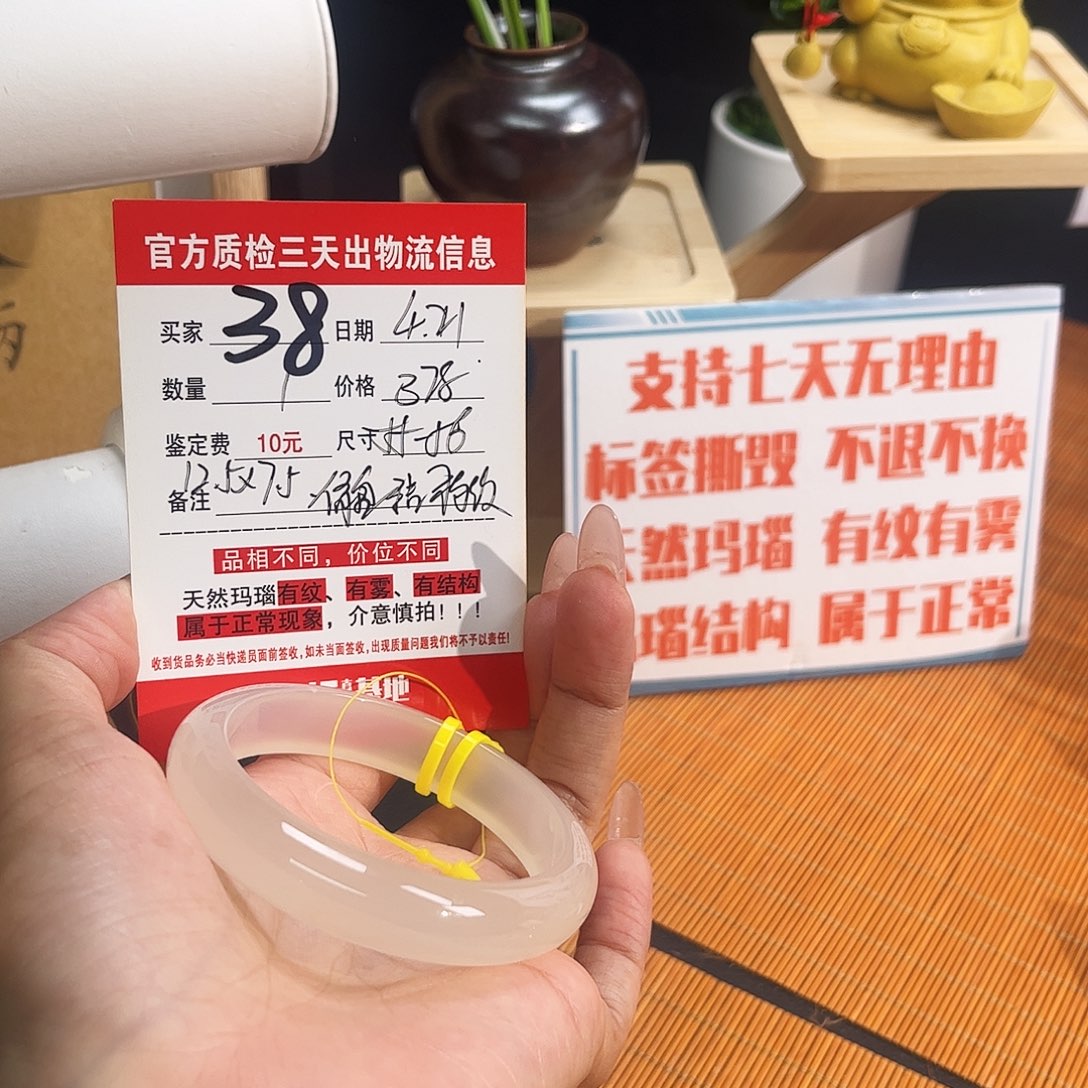 官方质检三天出物流信息
买家 38 日期 4.21
数量 1 价格 378
鉴定费 10元 尺寸 56
12.5x7.5
备注
品相不同，价位不同
天然玛瑙有纹、有雾、有结构
属于正常现象，介意慎拍！！！
收到货品务必当快递员面前签收，如未当面签收，出现质量问题我们将不予以责任！
基地
支持七天无理由
标签撕毁 不退不换
然玛瑙 有纹有雾
瑙结构 属于正常